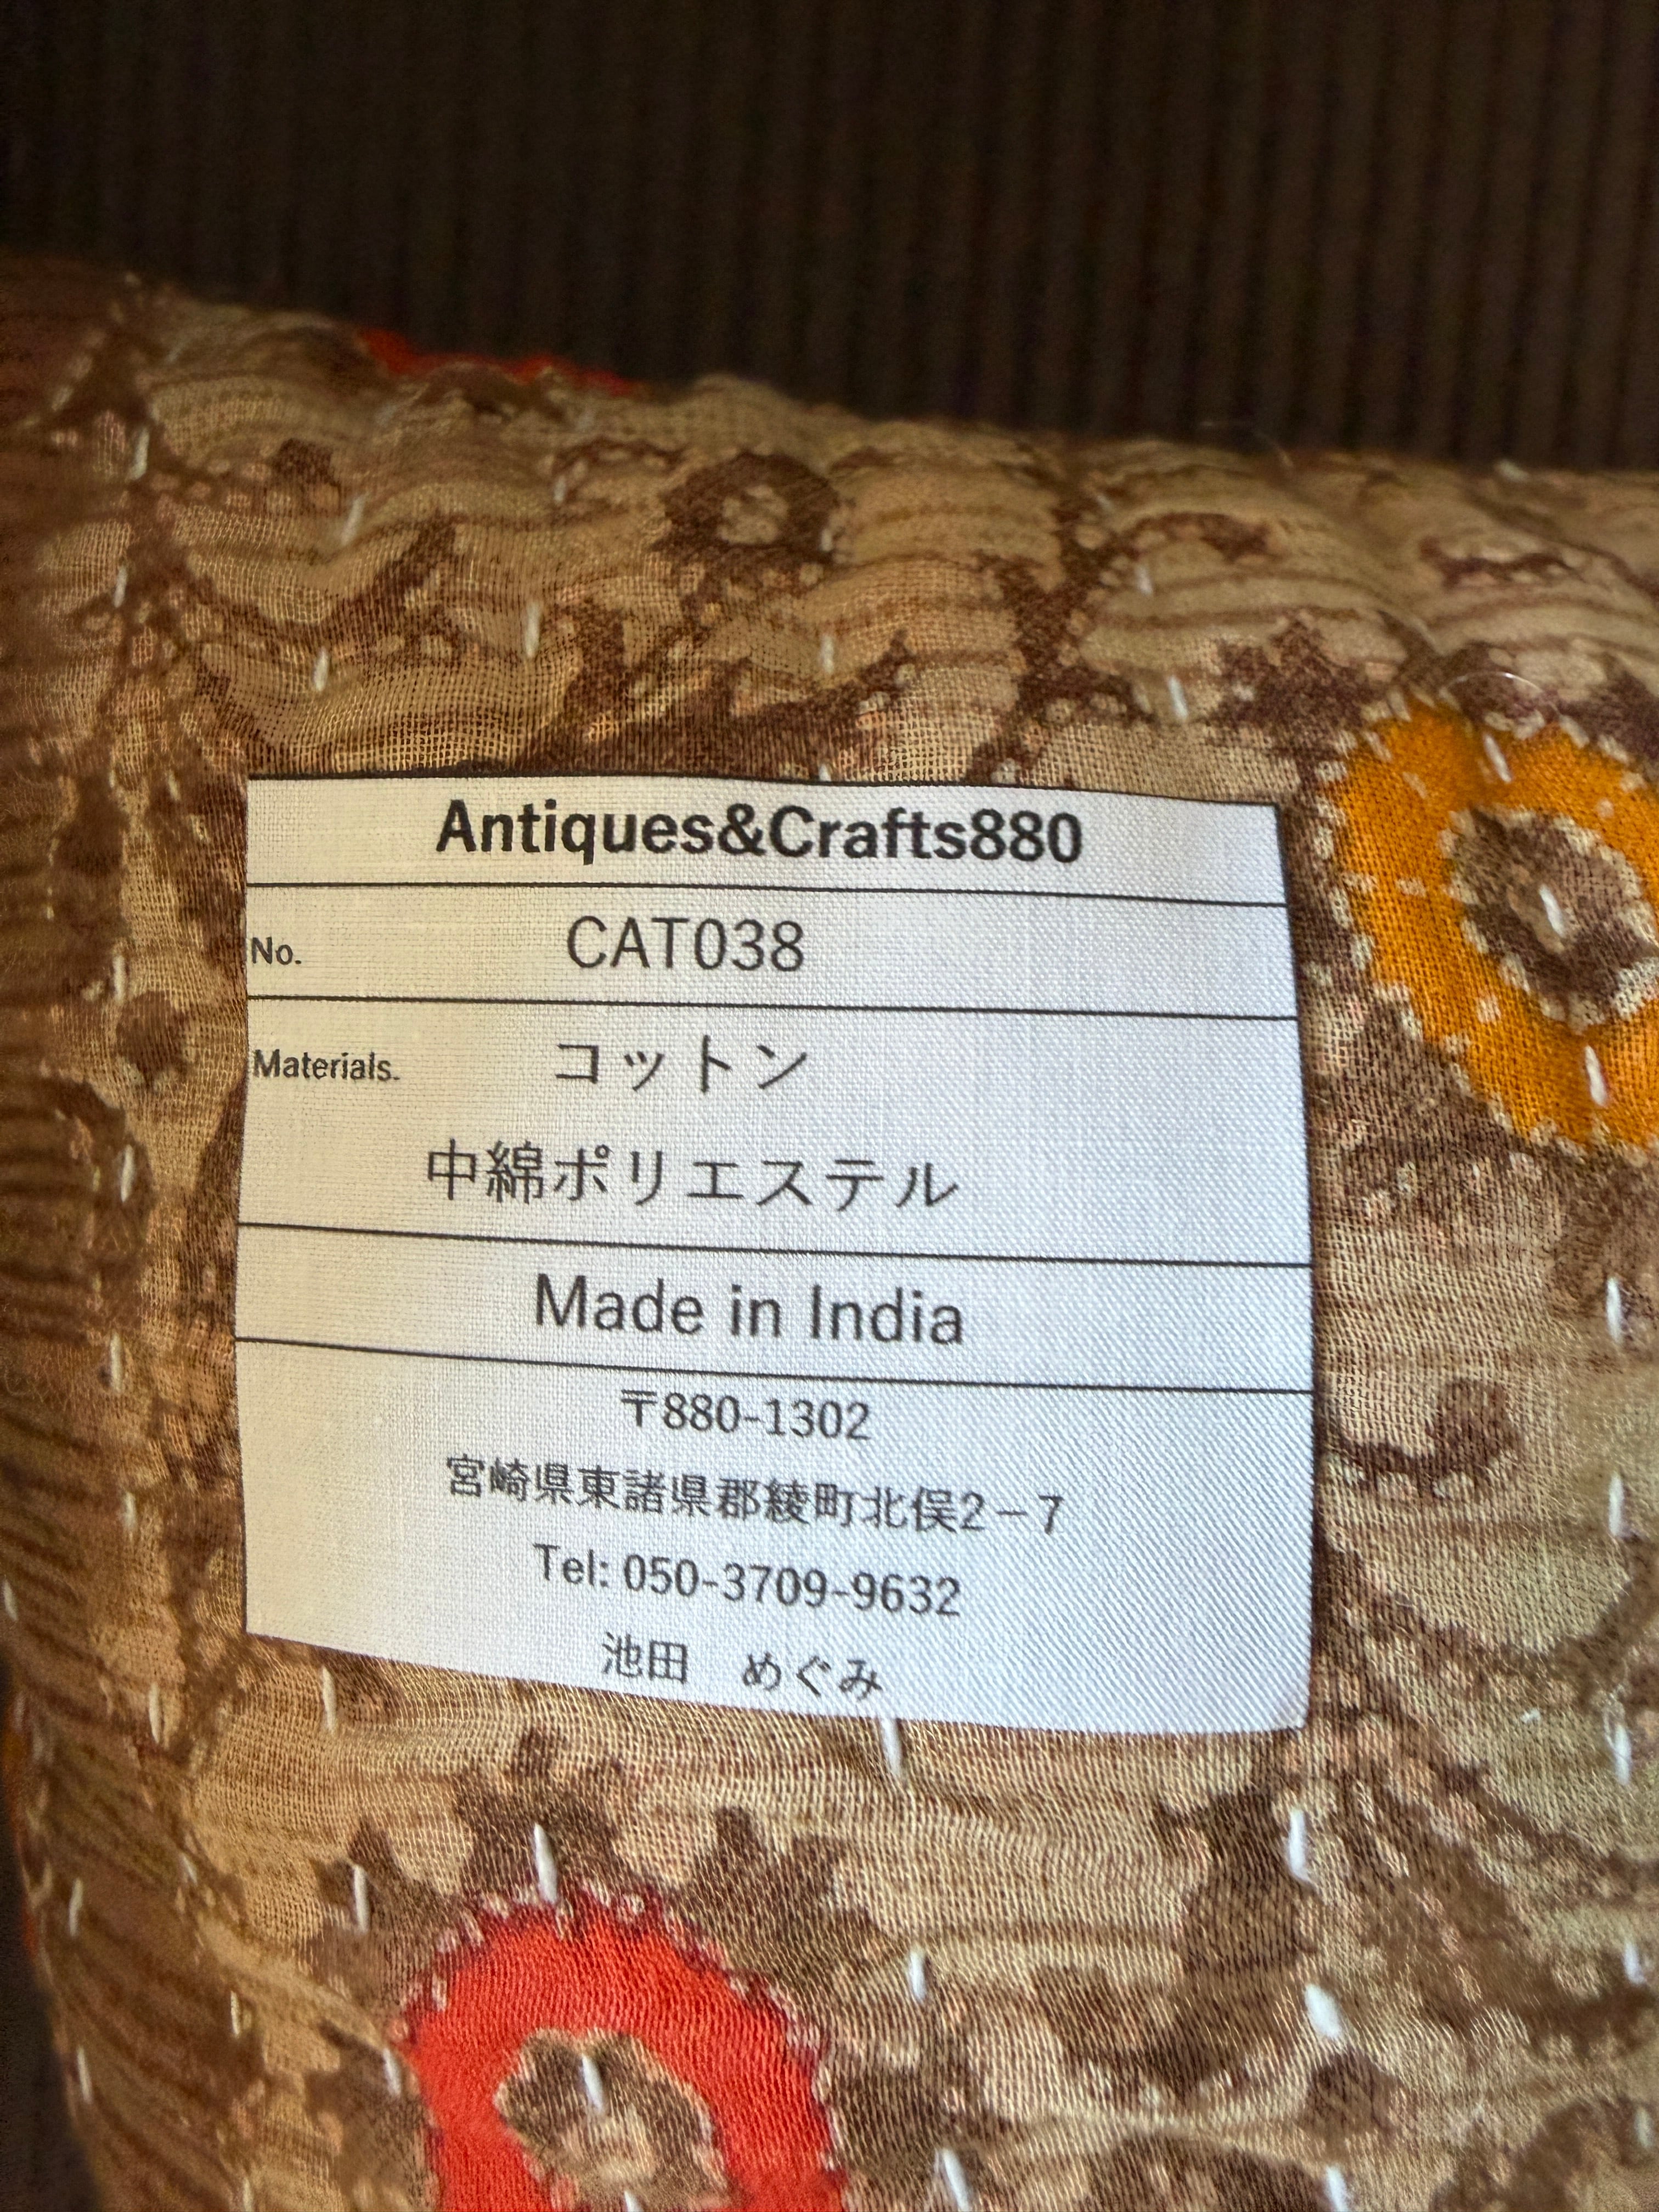 Antiques&Crafts880
No. CAT038
Materials. コットン
中綿ポリエステル
Made in India
〒880-1302
宮崎県東諸県郡綾町北俣2−7
Tel: 050-3709-9632
池田　めぐみ